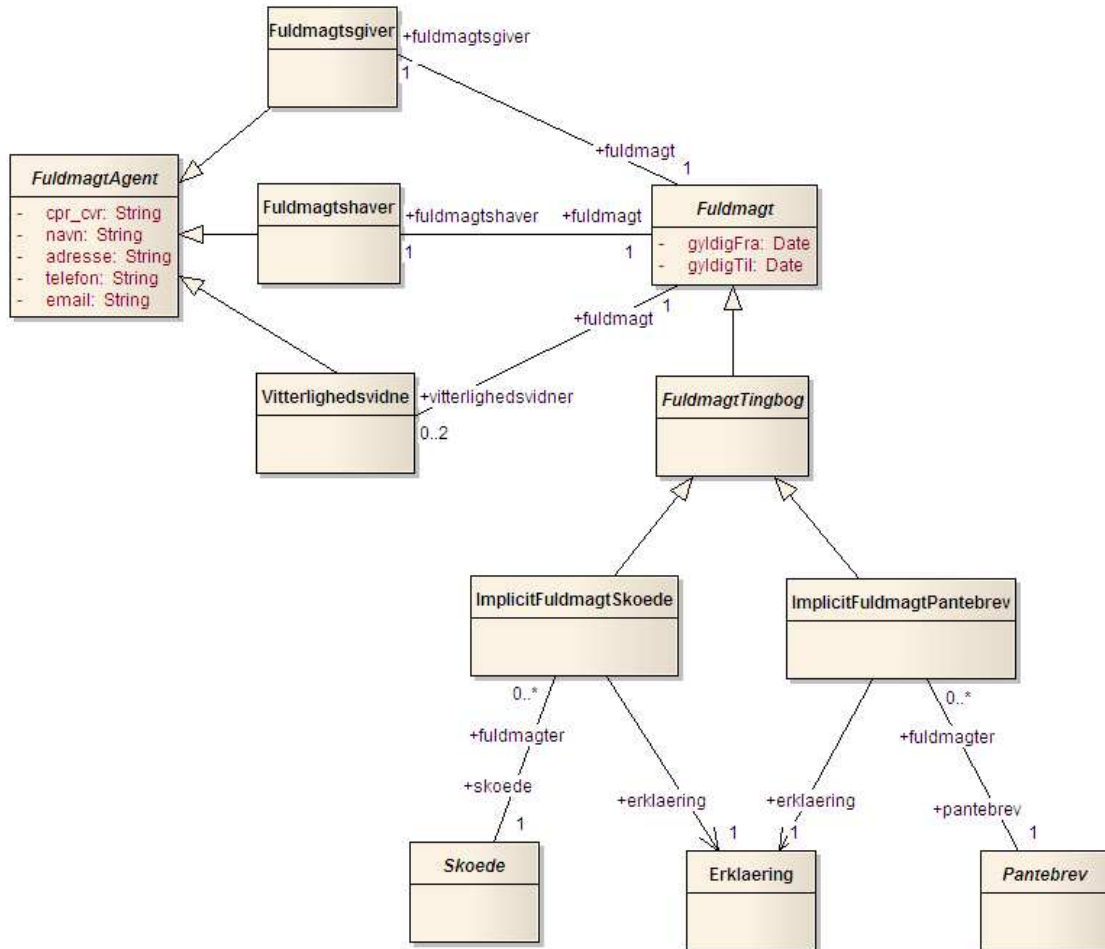 Fuldmagtsgiver
+fuldmagtsgiver
1
+fuldmagt
1
FuldmagtAgent
- cpr_cvr: String
- navn: String
- adresse: String
- telefon: String
- email: String
Fuldmagtshaver
+fuldmagtshaver
1
+fuldmagt
1
Fuldmagt
- gyldigFra: Date
- gyldigTil: Date
1
+fuldmagt
Vitterlighedsvidne
+vitterlighedsvidner
0..2
FuldmagtTingbog
ImplicitFuldmagtSkoede
ImplicitFuldmagtPantebrev
0..*
0..*
+fuldmagter
+fuldmagter
+skoede
+erklaering
+erklaering
+pantebrev
1
1
1
1
Skoede
Erklaering
Pantebrev